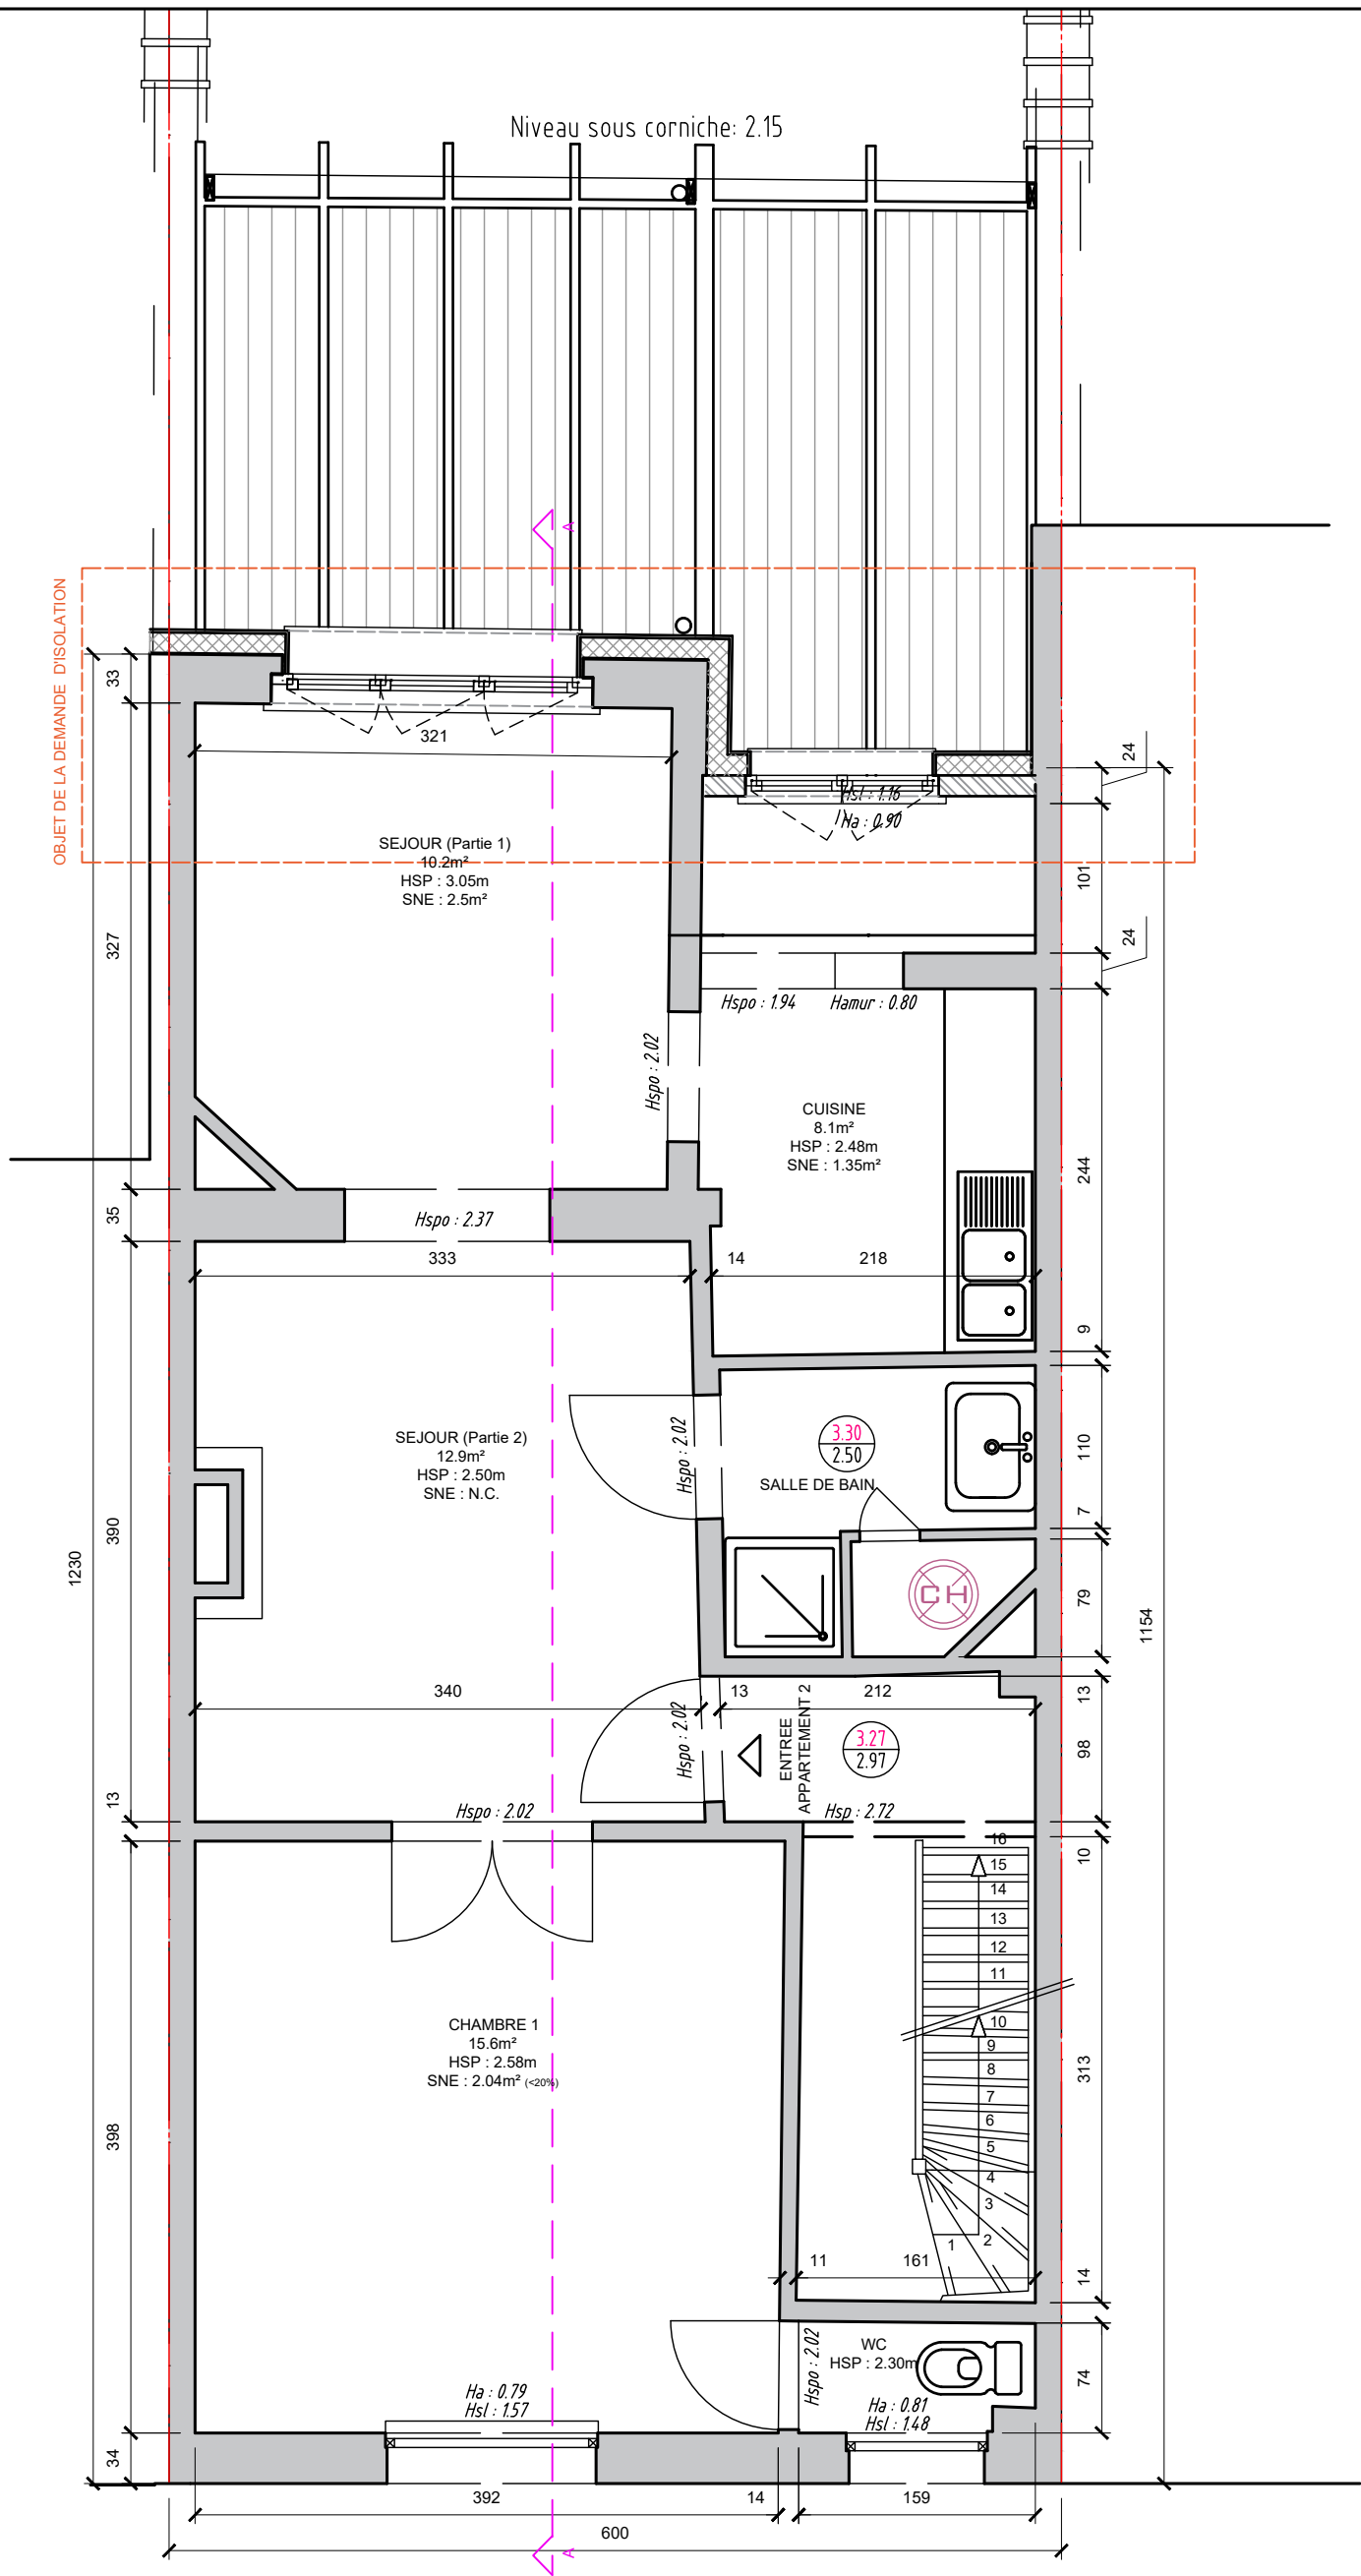 Niveau sous corniche: 2.15
A
OBJET DE LA DEMANDE D'ISOLATION
33
321
24
Hsl : 1.16
Ha : 0.90
SEJOUR (Partie 1)
10.2m²
HSP : 3.05m
SNE : 2.5m²
101
24
327
Hspo : 1.94
Hamur : 0.80
Hspo : 2.02
CUISINE
8.1m²
HSP : 2.48m
SNE : 1.35m²
244
35
Hspo : 2.37
333
14
218
9
SEJOUR (Partie 2)
12.9m²
HSP : 2.50m
SNE : N.C.
Hspo : 2.02
3.30
2.50
SALLE DE BAIN
110
7
390
1230
CH
79
1154
340
13
212
13
Hspo : 2.02
ENTREE
APPARTEMENT 2
3.27
2.97
98
13
Hspo : 2.02
Hsp : 2.72
10
16
15
14
13
12
11
10
9
8
7
6
5
4
3
2
1
CHAMBRE 1
15.6m²
HSP : 2.58m
SNE : 2.04m² (<20%)
313
398
11
161
14
WC
HSP : 2.30m
Hspo : 2.02
74
Ha : 0.79
Hsl : 1.57
Ha : 0.81
Hsl : 1.48
34
392
14
159
600
A